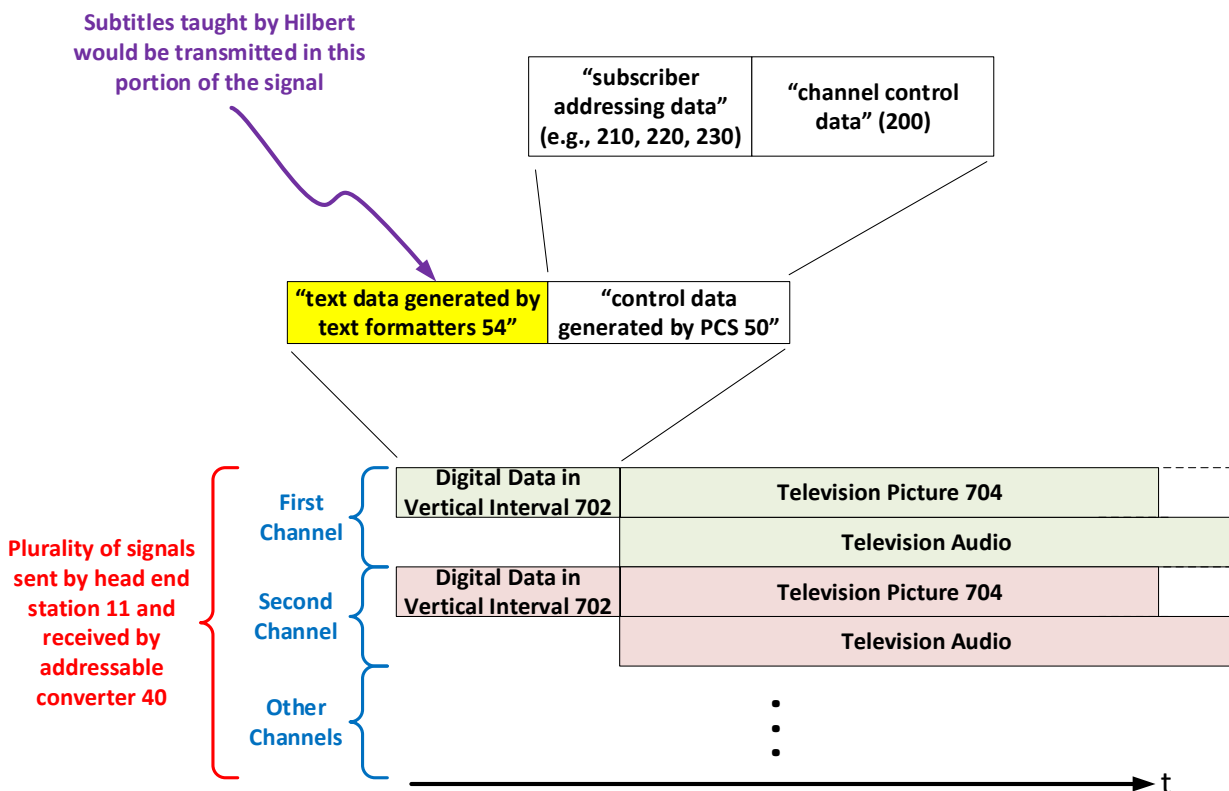 Subtitles taught by Hilbert
would be transmitted in this
portion of the signal
“subscriber
addressing data”
(e.g., 210, 220, 230)
“channel control
data” (200)
“text data generated by
text formatters 54”
“control data
generated by PCS 50”
Plurality of signals
sent by head end
station 11 and
received by
addressable
converter 40
First
Channel
Digital Data in
Vertical Interval 702
Television Picture 704
Television Audio
Second
Channel
Digital Data in
Vertical Interval 702
Television Picture 704
Television Audio
Other
Channels
t